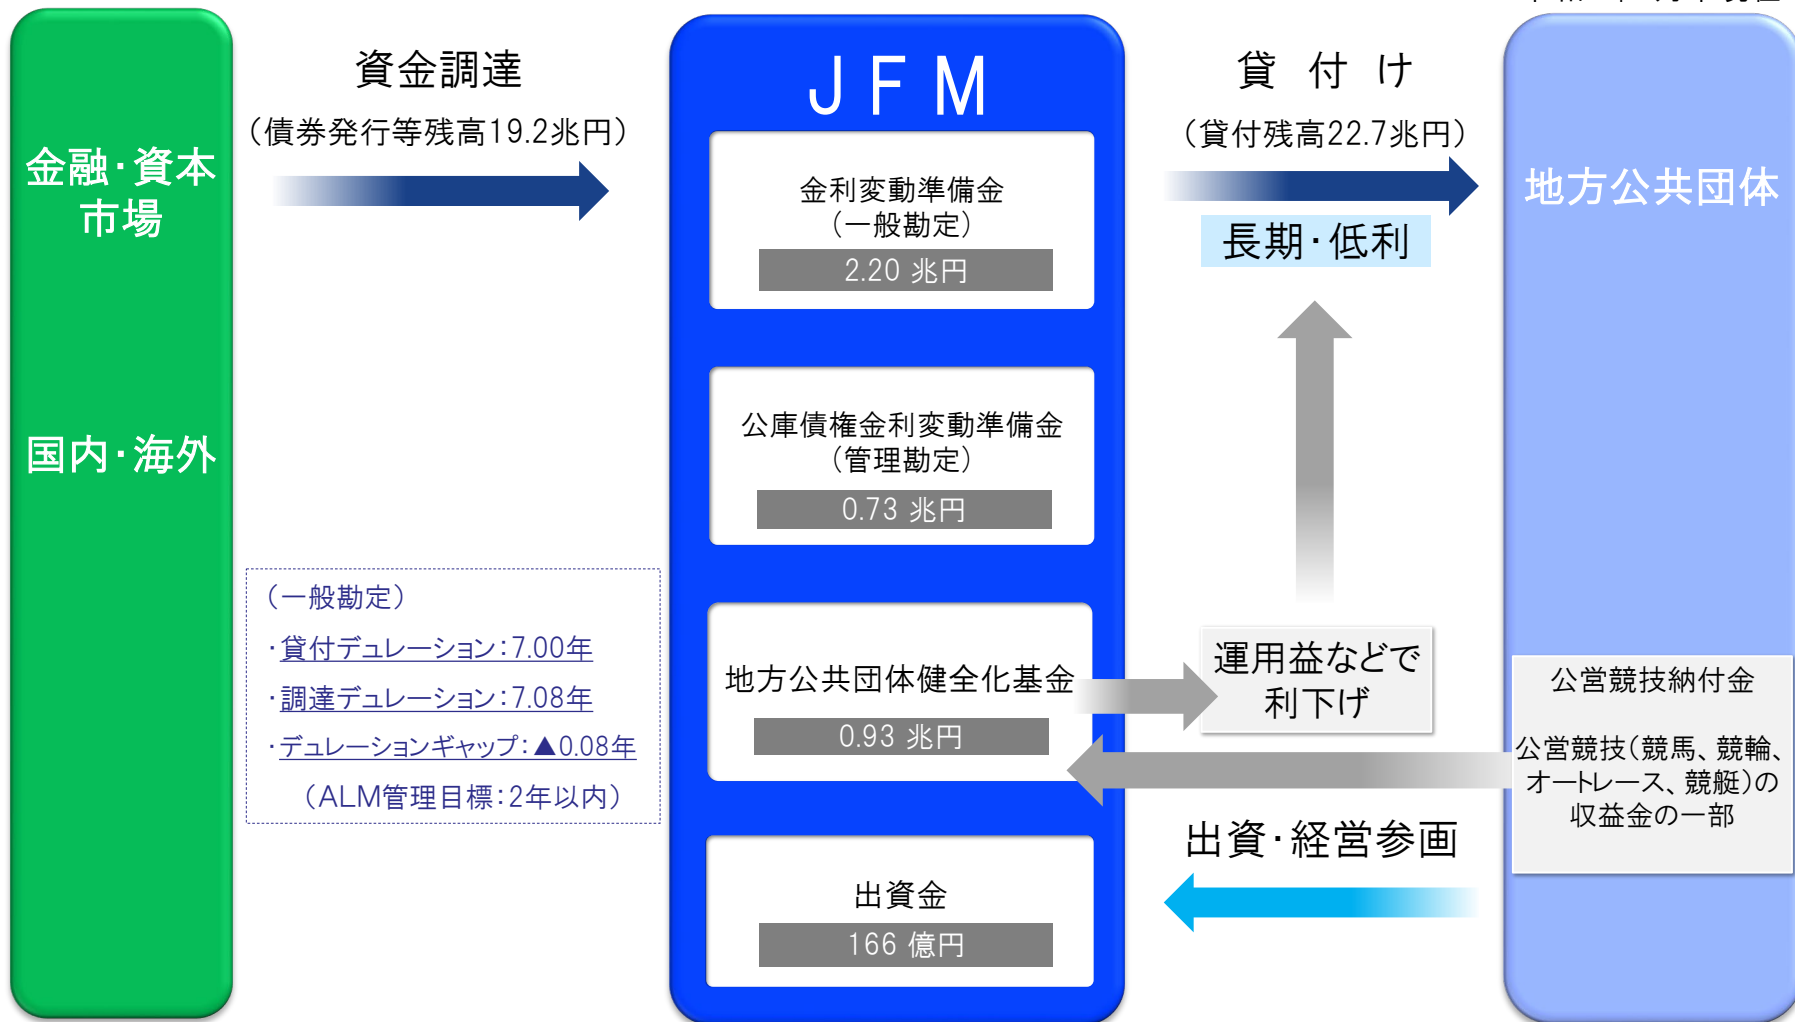 金融・資本
市場
国内・海外
資金調達
（債券発行等残高19.2兆円）
（一般勘定）
・貸付デュレーション：7.00年
・調達デュレーション：7.08年
・デュレーションギャップ：▲0.08年
（ALM管理目標：2年以内）
JFM
金利変動準備金
（一般勘定）
2.20 兆円
公庫債権金利変動準備金
（管理勘定）
0.73 兆円
地方公共団体健全化基金
0.93 兆円
出資金
166 億円
貸 付 け
（貸付残高22.7兆円）
長期・低利
運用益などで
利下げ
出資・経営参画
地方公共団体
公営競技納付金
公営競技（競馬、競輪、
オートレース、競艇）の
収益金の一部